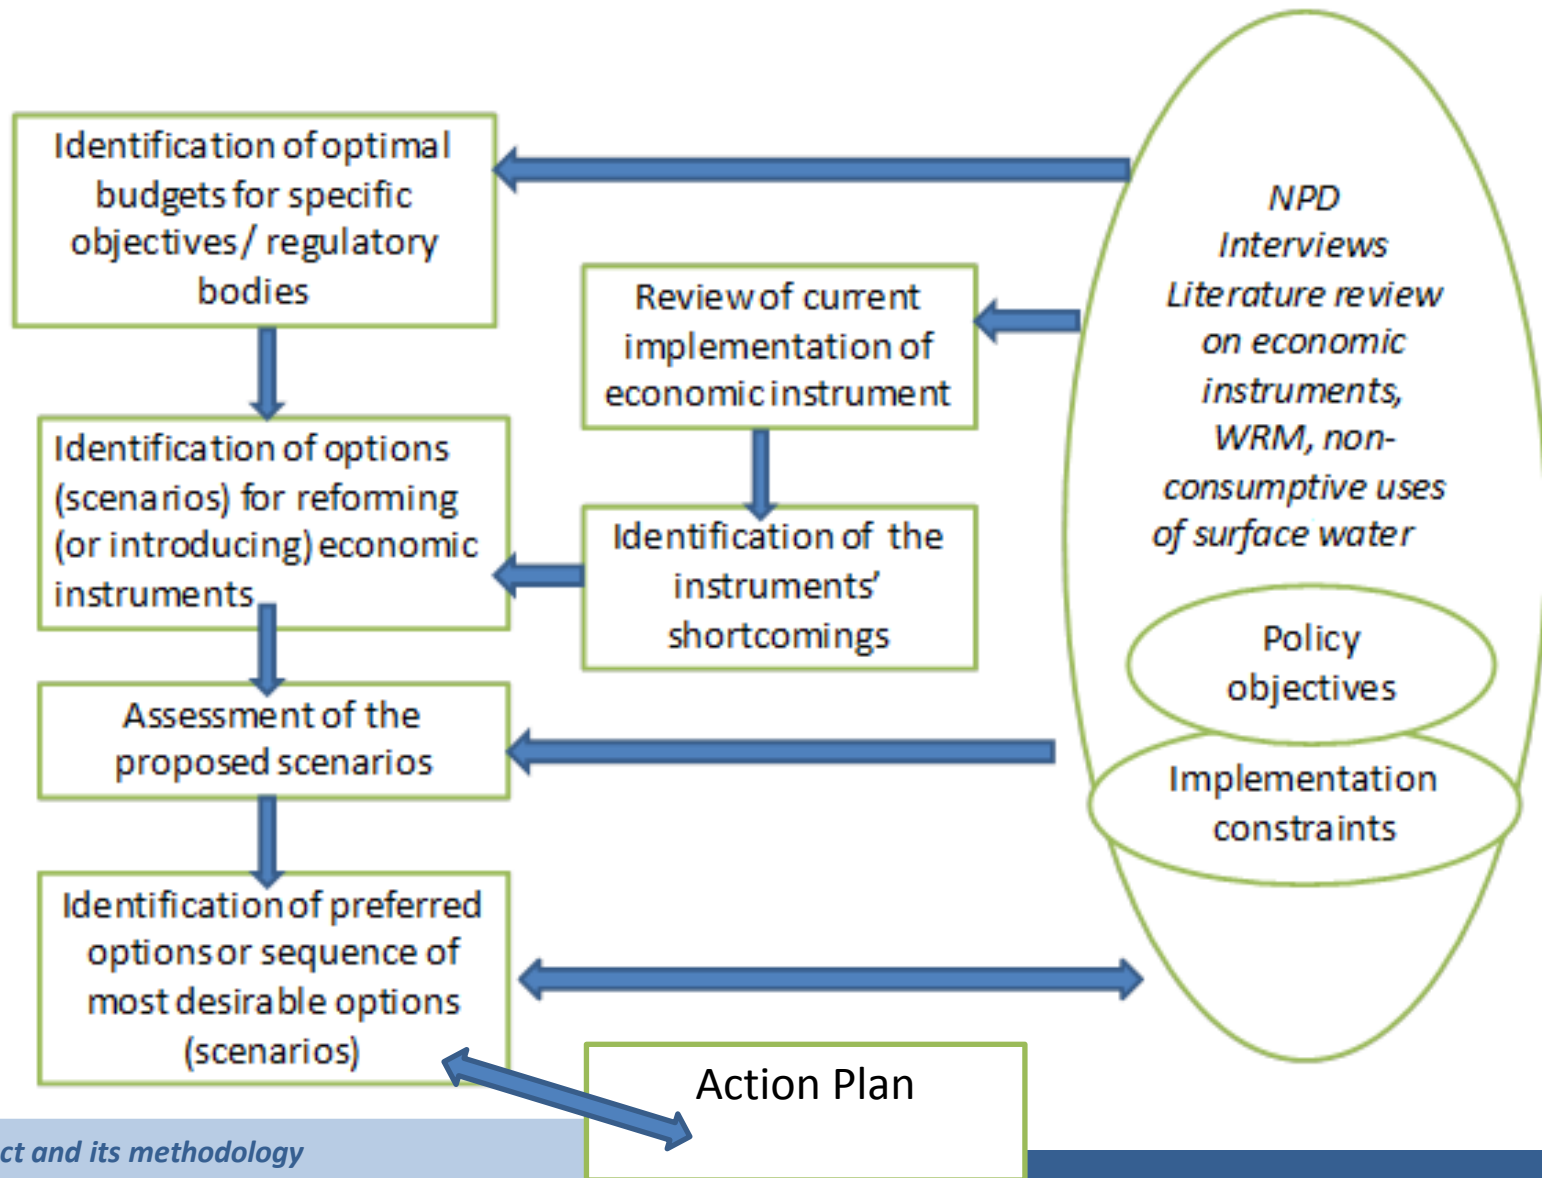 Identification of optimal
budgets for specific
objectives/ regulatory
bodies
Identification of options
(scenarios) for reforming
(or introducing) economic
instruments
Assessment of the
proposed scenarios
Identification of preferred
options or sequence of
most desirable options
(scenarios)
Review of current
implementation of
economic instrument
Identification of the
instruments’
shortcomings
NPD
Interviews
Literature review
on economic
instruments,
WRM, non-
consumptive uses
of surface water
Policy
objectives
Implementation
constraints
Action Plan
ct and its methodology